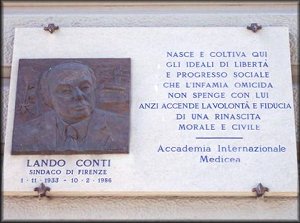 NASCE E COLTIVA QUI
GLI IDEALI DI LIBERTÀ
E PROGRESSO SOCIALE
CHE L'INFAMIA OMICIDA
NON SPENGE CON LUI
ANZI ACCENDE LA VOLONTÀ E FIDUCIA
DI UNA RINASCITA
MORALE E CIVILE
Accademia Internazionale
Medicea
LANDO CONTI
SINDACO DI FIRENZE
1-11-1933 - 10-2-1986